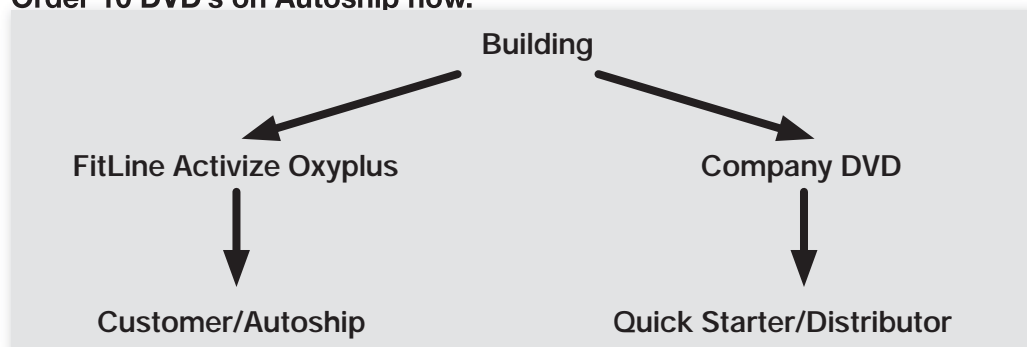 Order 10 DVD's on Autoship now.
Building
FitLine Activize Oxyplus
Company DVD
Customer/Autoship
Quick Starter/Distributor